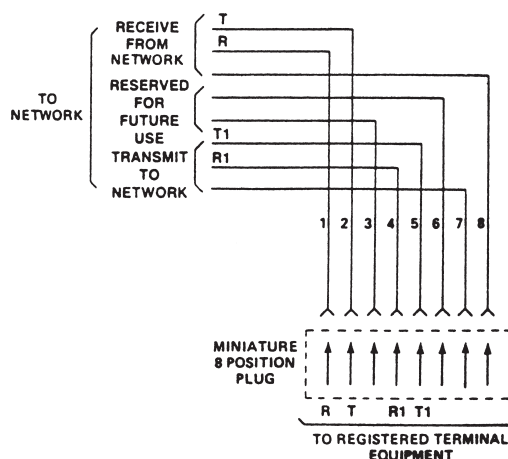 T
RECEIVE
FROM
NETWORK
R
TO
NETWORK
RESERVED
FOR
FUTURE
USE
T1
TRANSMIT
TO
NETWORK
R1
1 2 3 4 5 6 7 8
MINIATURE
8 POSITION
PLUG
R T R1 T1
TO REGISTERED TERMINAL
EQUIPMENT